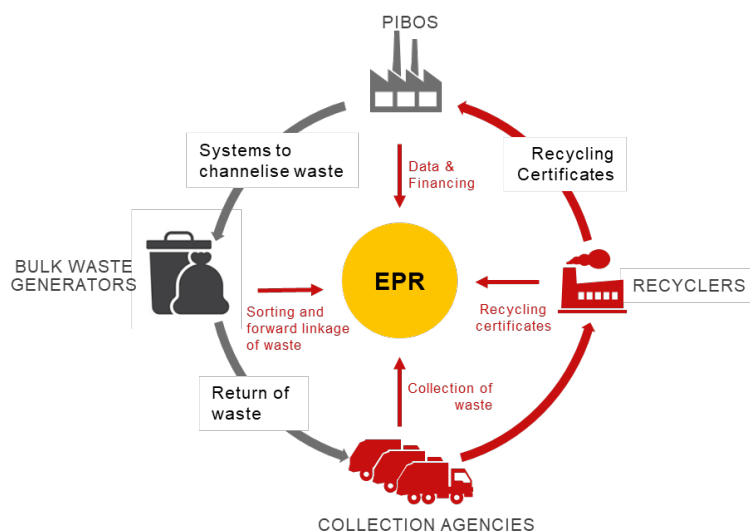 PIBOS
Systems to
channelise waste
Recycling
Certificates
Data &
Financing
BULK WASTE
GENERATORS
EPR
RECYCLERS
Sorting and
forward linkage
of waste
Recycling
certificates
Return of
waste
Collection of
waste
COLLECTION AGENCIES